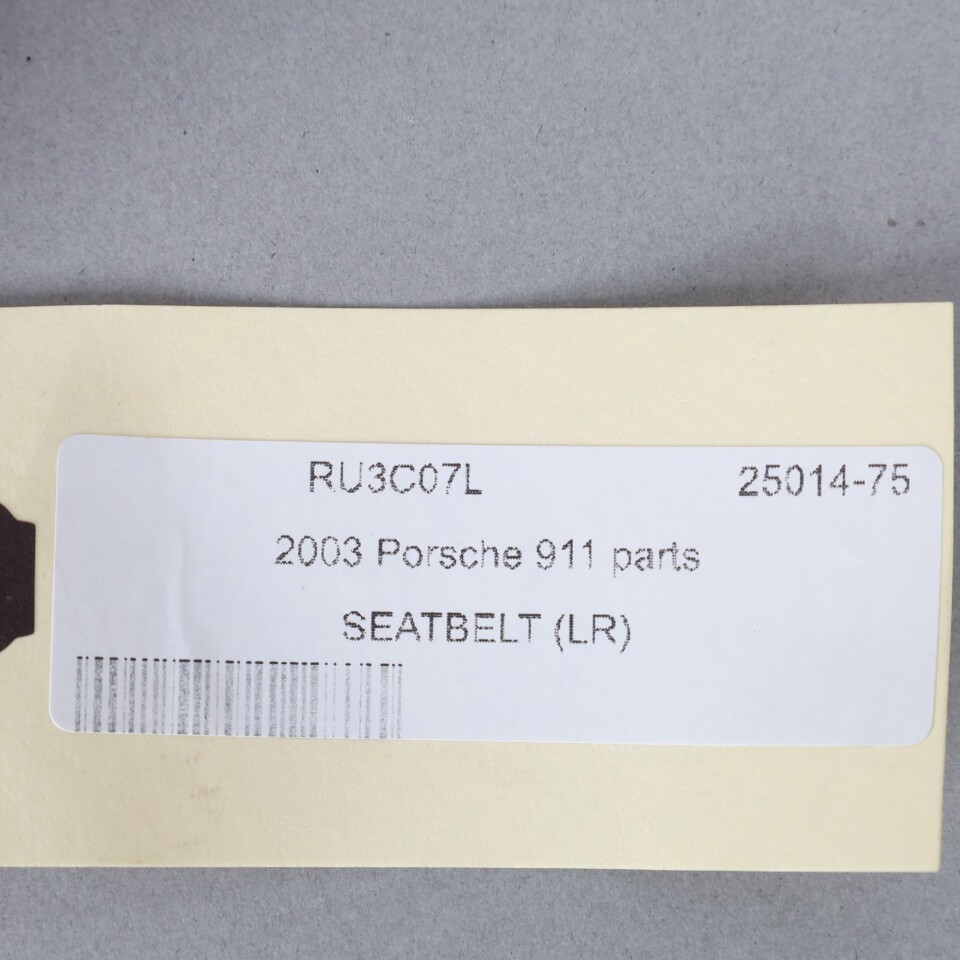 RU3C07L 25014-75
2003 Porsche 911 parts
SEATBELT (LR)